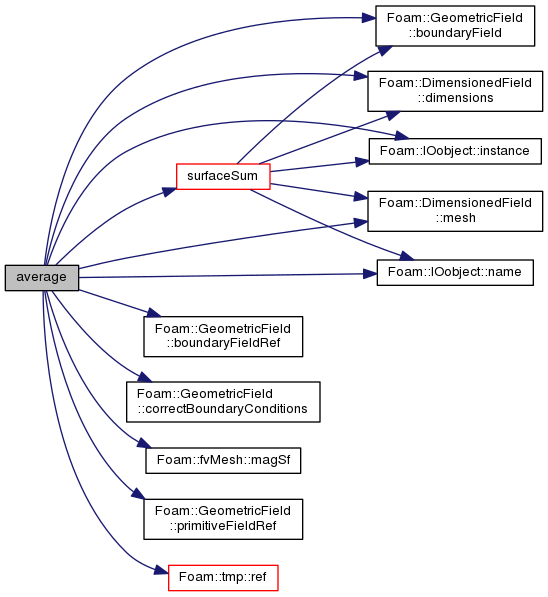 Foam::GeometricField
::boundaryField
Foam::DimensionedField
::dimensions
Foam::IOobject::instance
surfaceSum
Foam::DimensionedField
::mesh
average
Foam::IOobject::name
Foam::GeometricField
::boundaryFieldRef
Foam::GeometricField
::correctBoundaryConditions
Foam::fvMesh::magSf
Foam::GeometricField
::primitiveFieldRef
Foam::tmp::ref